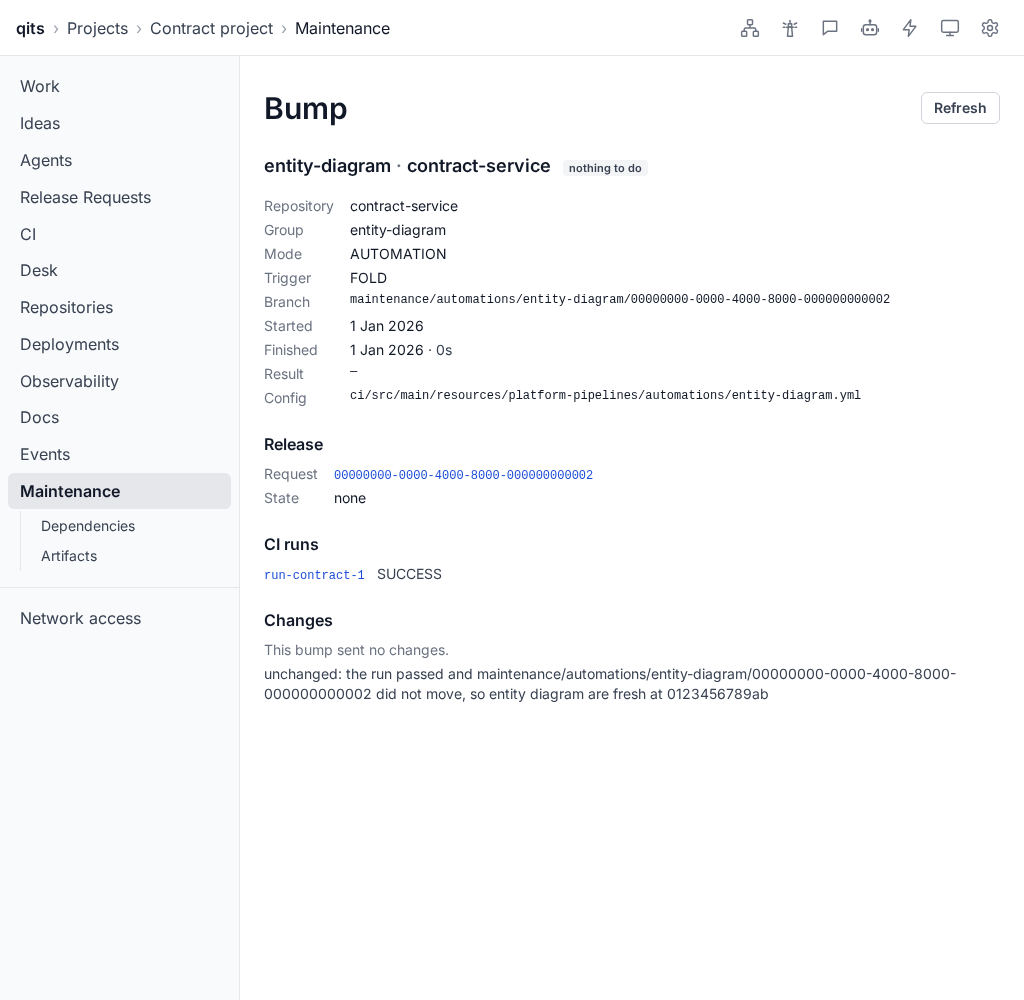 qits › Projects › Contract project › Maintenance
Work
Ideas
Agents
Release Requests
CI
Desk
Repositories
Deployments
Observability
Docs
Events
Maintenance
Dependencies
Artifacts
Network access
Bump
Refresh
entity-diagram · contract-service nothing to do
Repository contract-service
Group entity-diagram
Mode AUTOMATION
Trigger FOLD
Branch maintenance/automations/entity-diagram/00000000-0000-4000-8000-000000000002
Started 1 Jan 2026
Finished 1 Jan 2026 · 0s
Result –
Config ci/src/main/resources/platform-pipelines/automations/entity-diagram.yml
Release
Request 00000000-0000-4000-8000-000000000002
State none
CI runs
run-contract-1 SUCCESS
Changes
This bump sent no changes.
unchanged: the run passed and maintenance/automations/entity-diagram/00000000-0000-4000-8000-
000000000002 did not move, so entity diagram are fresh at 0123456789ab